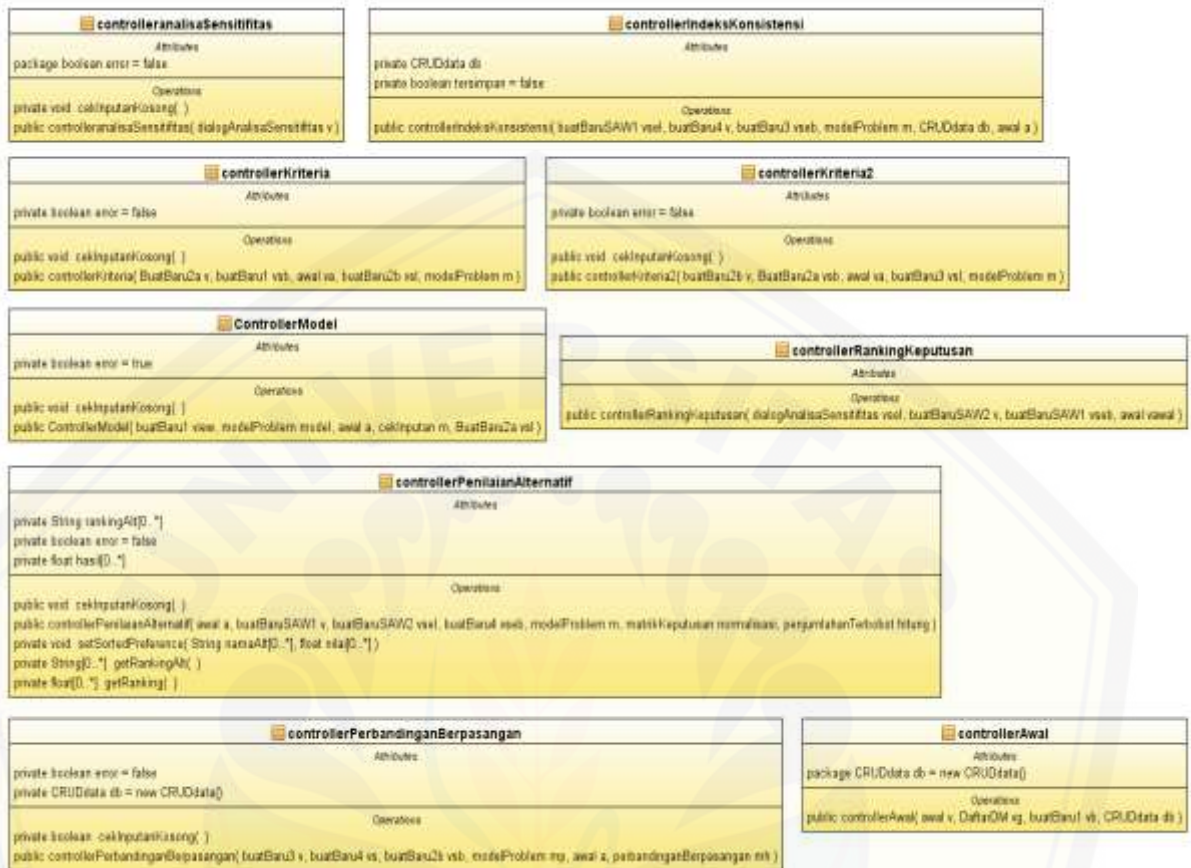 controlleranalisaSensitifitas
Attributes
package boolean error = false
Operations
private void cekInputanKosong( )
public controlleranalisaSensitifitas( dialogAnalisaSensitifitas v )
controllerIndeksKonsistensi
Attributes
private CRUDdata db
private boolean tersimpan = false
Operations
public controllerIndeksKonsistensi( buatBaruSAW1 vsel, buatBaru4 v, buatBaru3 vseb, modelProblem m, CRUDdata db, awal a )
controllerKriteria
Attributes
private boolean error = false
Operations
public void cekInputanKosong( )
public controllerKriteria( BuatBaru2a v, buatBaru1 vsb, awal va, buatBaru2b vsl, modelProblem m )
controllerKriteria2
Attributes
private boolean error = false
Operations
public void cekInputanKosong( )
public controllerKriteria2( buatBaru2b v, BuatBaru2a vsb, awal va, buatBaru3 vsl, modelProblem m )
ControllerModel
Attributes
private boolean error = true
Operations
public void cekInputanKosong( )
public ControllerModel( buatBaru1 view, modelProblem model, awal a, cekInputan m, BuatBaru2a vsl )
controllerRankingKeputusan
Attributes
Operations
public controllerRankingKeputusan( dialogAnalisaSensitifitas vsel, buatBaruSAW2 v, buatBaruSAW1 vseb, awal vawal )
controllerPenilaianAlternatif
Attributes
private String rankingAlt[0..*]
private boolean error = false
private float hasil[0..*]
Operations
public void cekInputanKosong( )
public controllerPenilaianAlternatif( awal a, buatBaruSAW1 v, buatBaruSAW2 vsel, buatBaru4 vseb, modelProblem m, matrikKeputusan normalisasi, penjumlahanTerbobot hitung )
private void setSortedPreference( String namaAlt[0..*], float nilai[0..*] )
private String[0..*] getRankingAlt( )
private float[0..*] getRanking( )
controllerPerbandinganBerpasangan
Attributes
private boolean error = false
private CRUDdata db = new CRUDdata()
Operations
private boolean cekInputanKosong( )
public controllerPerbandinganBerpasangan( buatBaru3 v, buatBaru4 vs, buatBaru2b vsb, modelProblem mp, awal a, perbandinganBerpasangan mh )
controllerAwal
Attributes
package CRUDdata db = new CRUDdata()
Operations
public controllerAwal( awal v, DaftarDM vg, buatBaru1 vb, CRUDdata db )
UNIVERSITAS